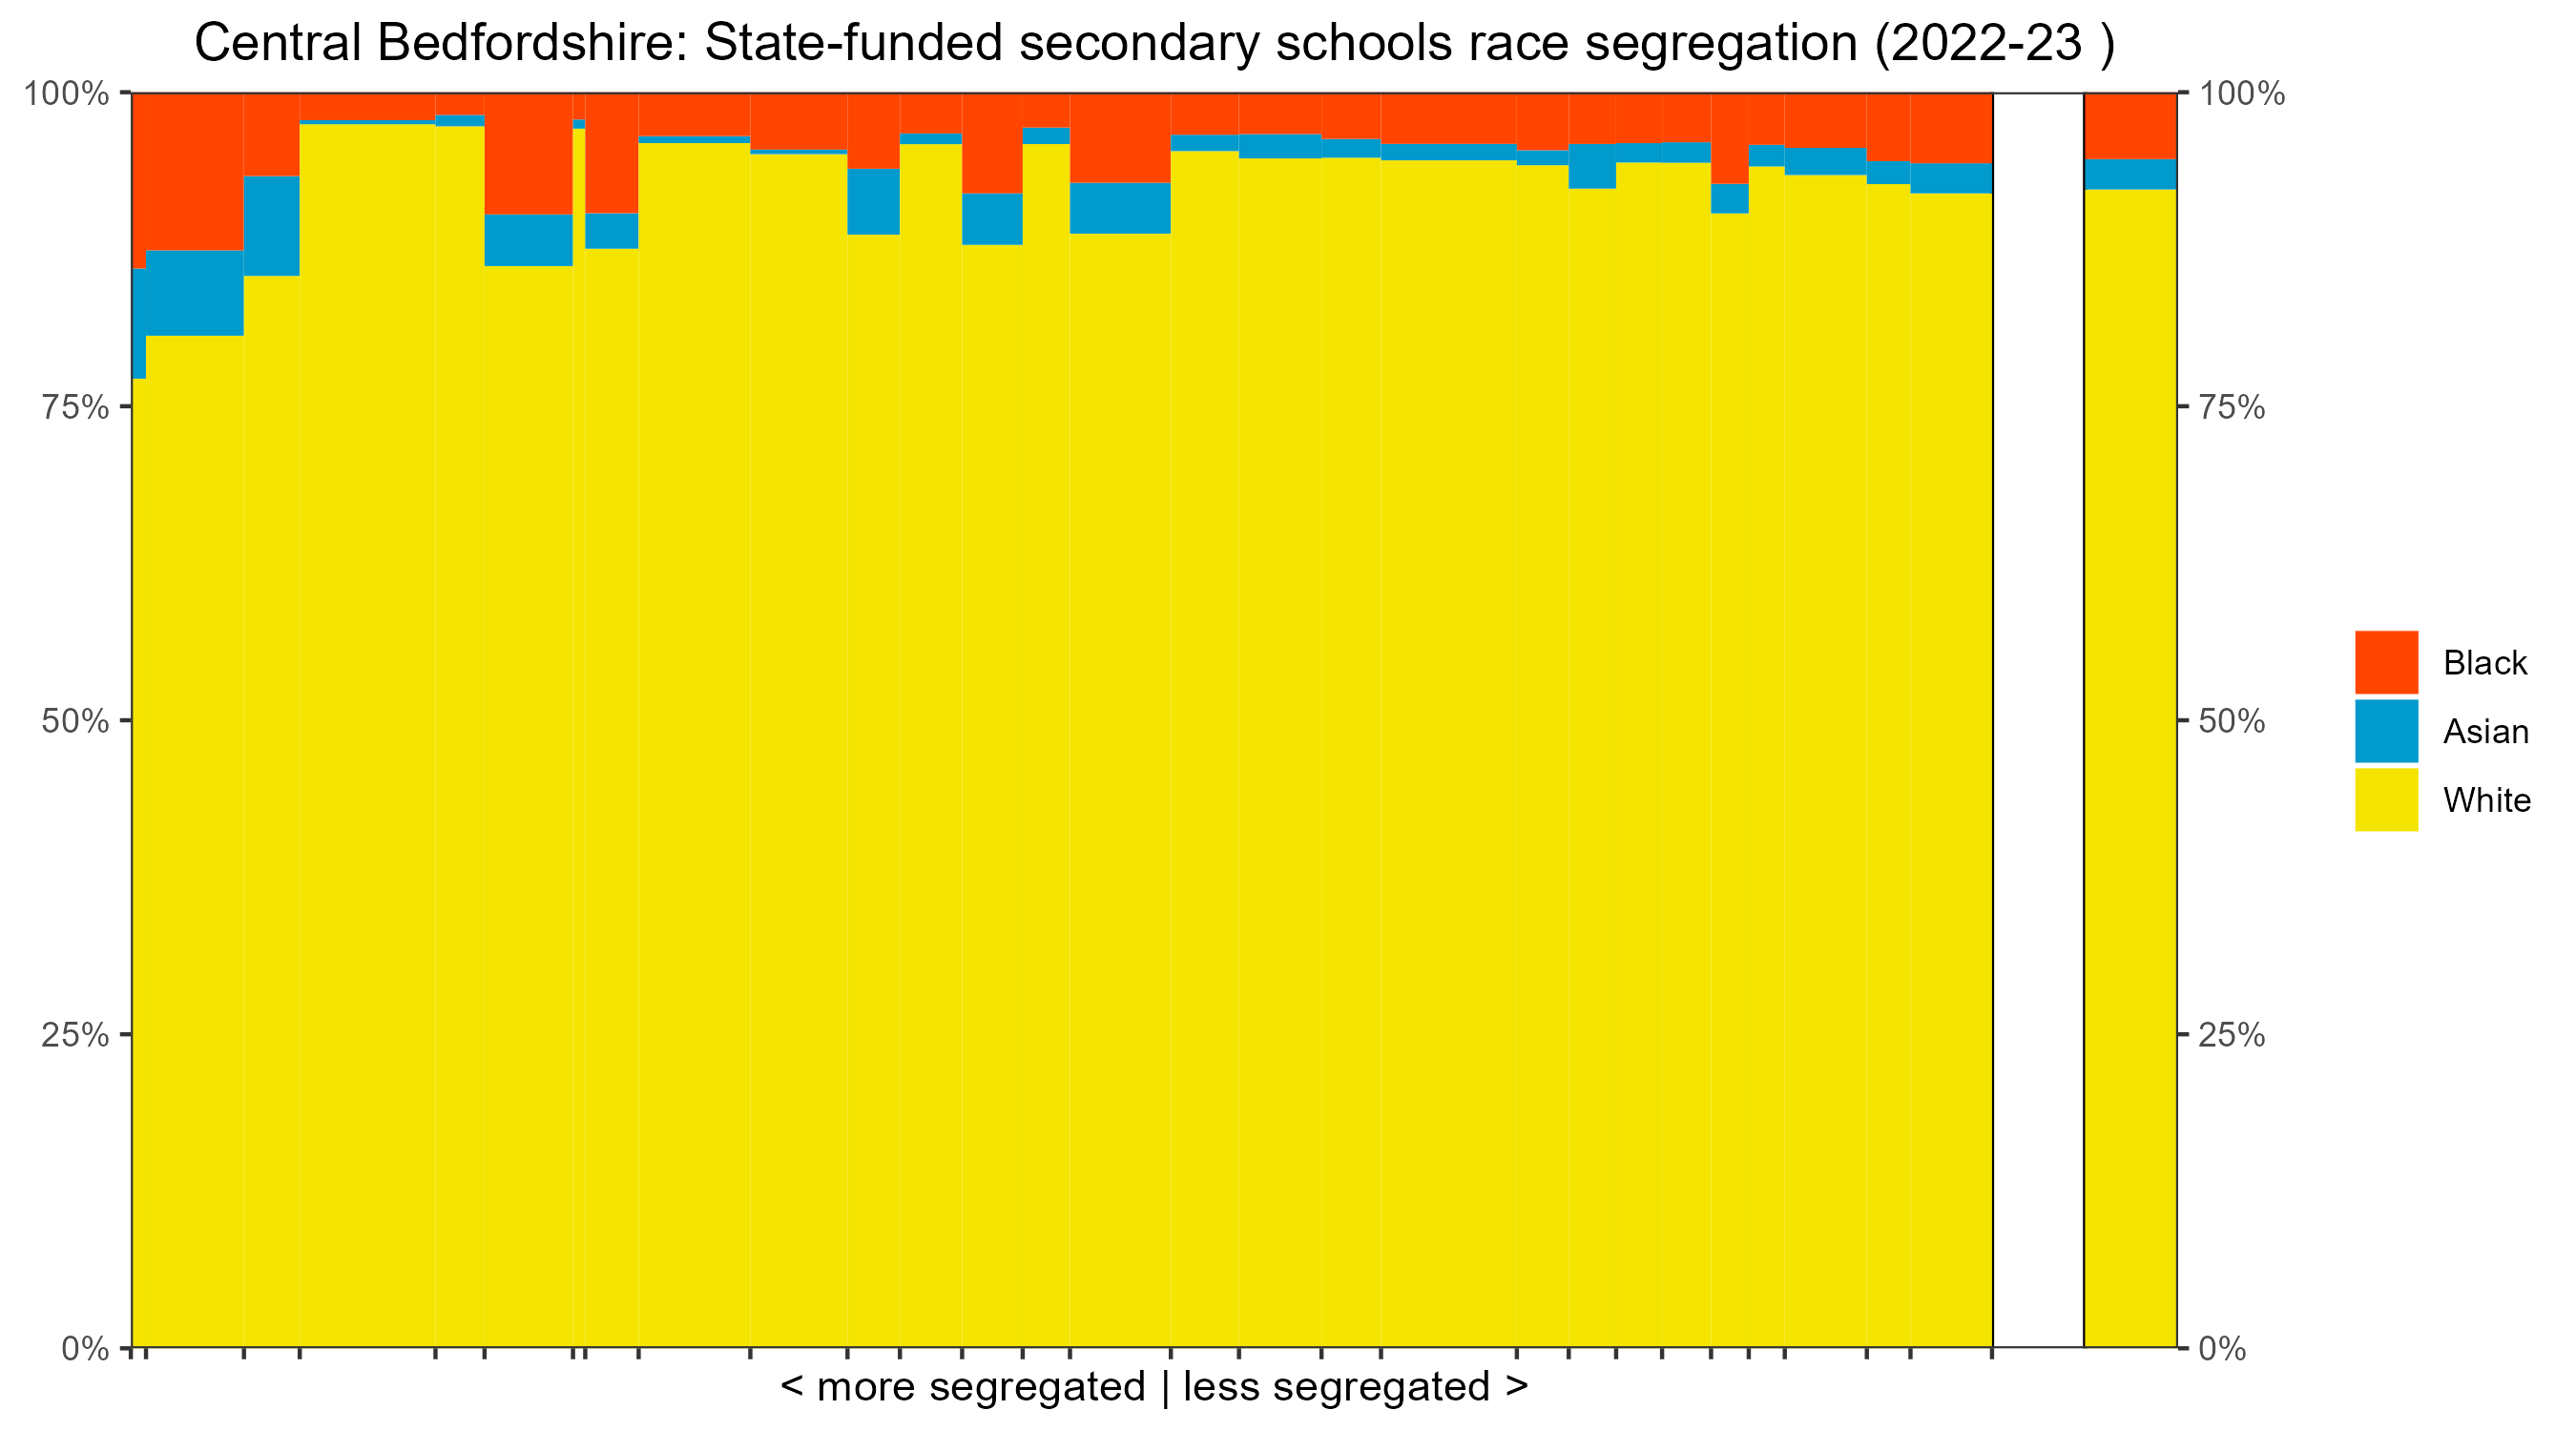 Central Bedfordshire: State-funded secondary schools race segregation (2022-23 )
100%
75%
50%
25%
0%
100%
75%
50%
25%
0%
Black
Asian
White
< more segregated | less segregated >